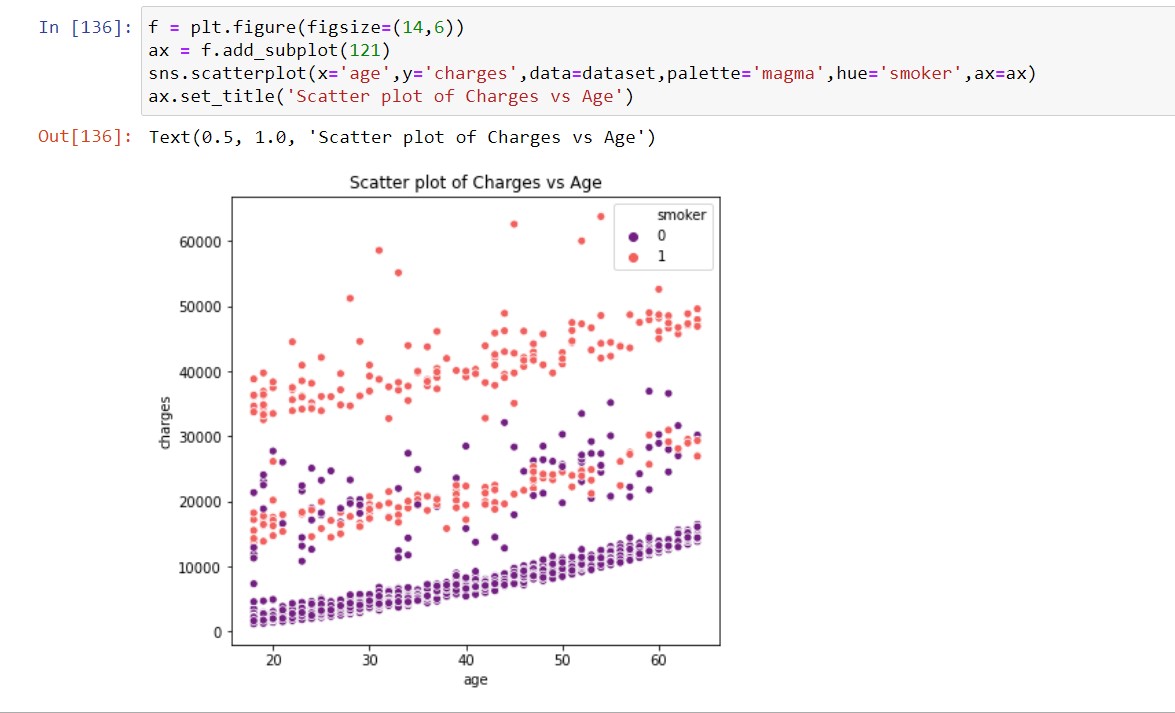 In [136]: f = plt.figure(figsize=(14,6))
ax = f.add_subplot(121)
sns.scatterplot(x='age',y='charges',data=dataset,palette='magma',hue='smoker',ax=ax)
ax.set_title('Scatter plot of Charges vs Age')
Out[136]: Text(0.5, 1.0, 'Scatter plot of Charges vs Age')
Scatter plot of Charges vs Age
smoker
0
1
60000
50000
40000
30000
20000
10000
0
charges
20 30 40 50 60
age